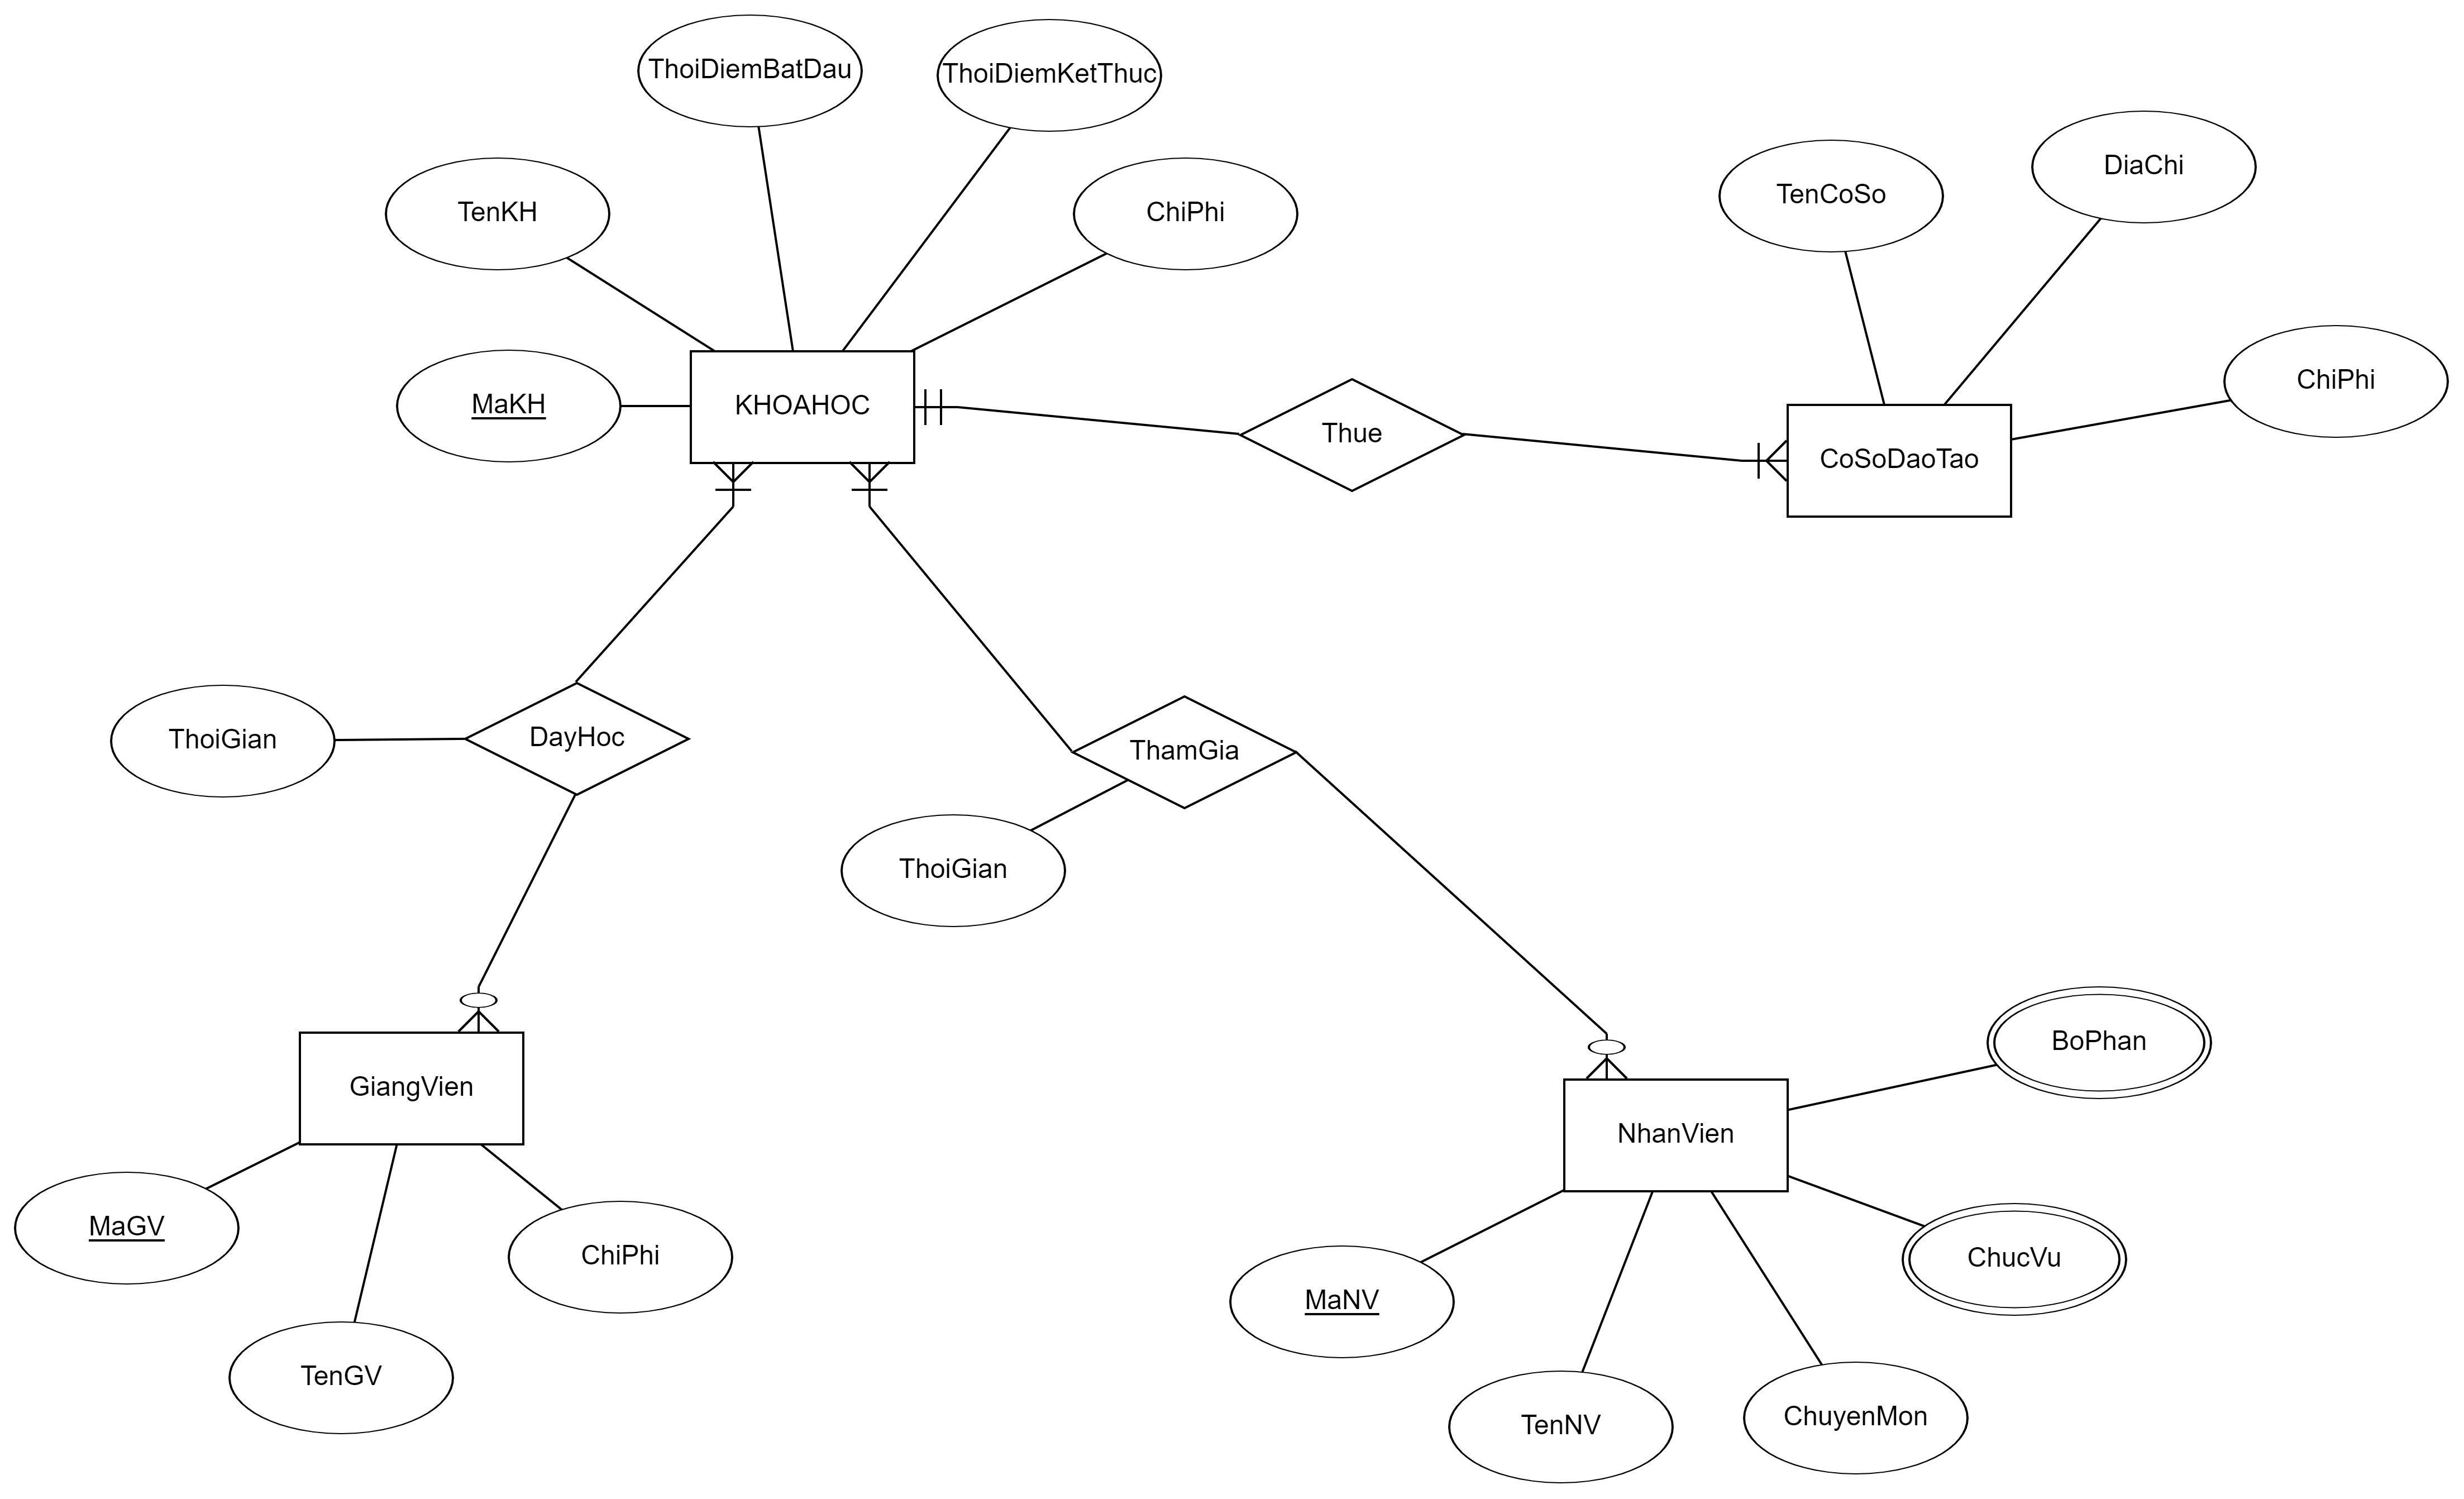 ThoiDiemBatDau
ThoiDiemKetThuc
TenKH
ChiPhi
TenCoSo
DiaChi
ChiPhi
MaKH
KHOAHOC
Thue
CoSoDaoTao
ThoiGian
DayHoc
ThamGia
ThoiGian
GiangVien
NhanVien
BoPhan
MaGV
ChiPhi
ChucVu
MaNV
TenGV
TenNV
ChuyenMon